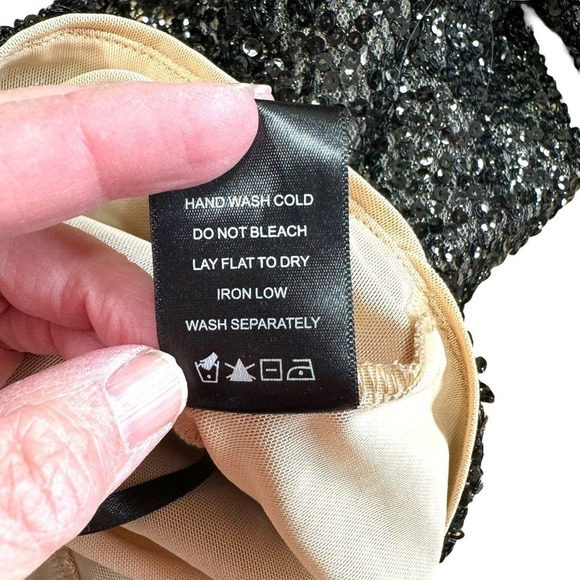 HAND WASH COLD
DO NOT BLEACH
LAY FLAT TO DRY
IRON LOW
WASH SEPARATELY